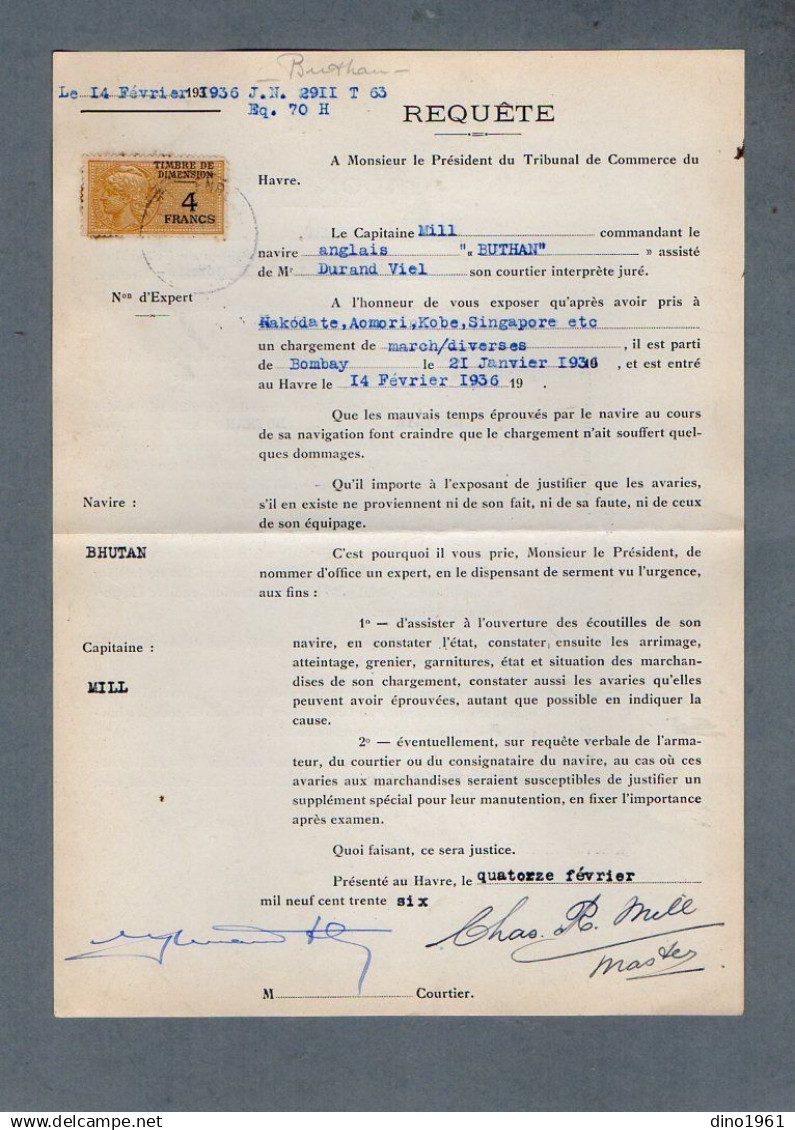 Buthan
Le 14 Février 1931936 J.N. 29II T 63
Eq. 70 H
REQUÊTE
TIMBRE DE
DIMENSION
4
FRANCS
A Monsieur le Président du Tribunal de Commerce du
Havre.
Le Capitaine Mill commandant le
navire anglais "« BUTHAN" » assisté
de Mr Durand Viel son courtier interprète juré.
Non d'Expert
A l'honneur de vous exposer qu'après avoir pris à
Hakodate,Aomori,Kobe,Singapore etc
un chargement de march/diverses , il est parti
de Bombay le 21 Janvier 1936 , et est entré
au Havre le 14 Février 1936 19 .
Que les mauvais temps éprouvés par le navire au cours
de sa navigation font craindre que le chargement n'ait souffert quel-
ques dommages.
Qu'il importe à l'exposant de justifier que les avaries,
s'il en existe ne proviennent ni de son fait, ni de sa faute, ni de ceux
de son équipage.
Navire :
BHUTAN
C'est pourquoi il vous prie, Monsieur le Président, de
nommer d'office un expert, en le dispensant de serment vu l'urgence,
aux fins :
Capitaine :
MILL
1o — d'assister à l'ouverture des écoutilles de son
navire, en constater l'état, constater ensuite les arrimage,
atteintage, grenier, garnitures, état et situation des marchan-
dises de son chargement, constater aussi les avaries qu'elles
peuvent avoir éprouvées, autant que possible en indiquer la
cause.
2o — éventuellement, sur requête verbale de l'arma-
teur, du courtier ou du consignataire du navire, au cas où ces
avaries aux marchandises seraient susceptibles de justifier un
supplément spécial pour leur manutention, en fixer l'importance
après examen.
Quoi faisant, ce sera justice.
Présenté au Havre, le quatorze février
mil neuf cent trente six
Chas. R. Mill
Master
M Courtier.
dino1961